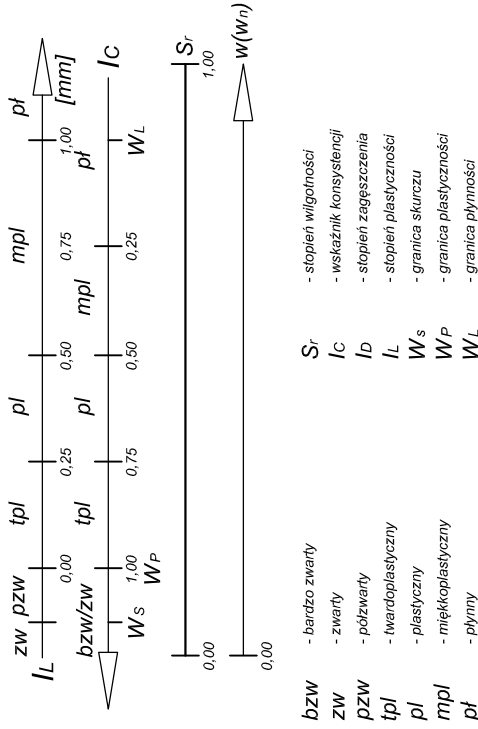 zw pzw tpl pl mpl pł
I_L 0,00 0,25 0,50 0,75 1,00 [mm]
bzw/zw tpl pl mpl pł I_C
W_S 1,00 0,75 0,50 0,25 W_L
W_P
S_r
0,00 1,00
w(w_n)
0,00
bzw - bardzo zwarty S_r - stopień wilgotności
zw - zwarty I_C - wskaźnik konsystencji
pzw - półzwarty I_D - stopień zagęszczenia
tpl - twardoplastyczny I_L - stopień plastyczności
pl - plastyczny W_s - granica skurczu
mpl - miękkoplastyczny W_P - granica plastyczności
pł - płynny W_L - granica płynności